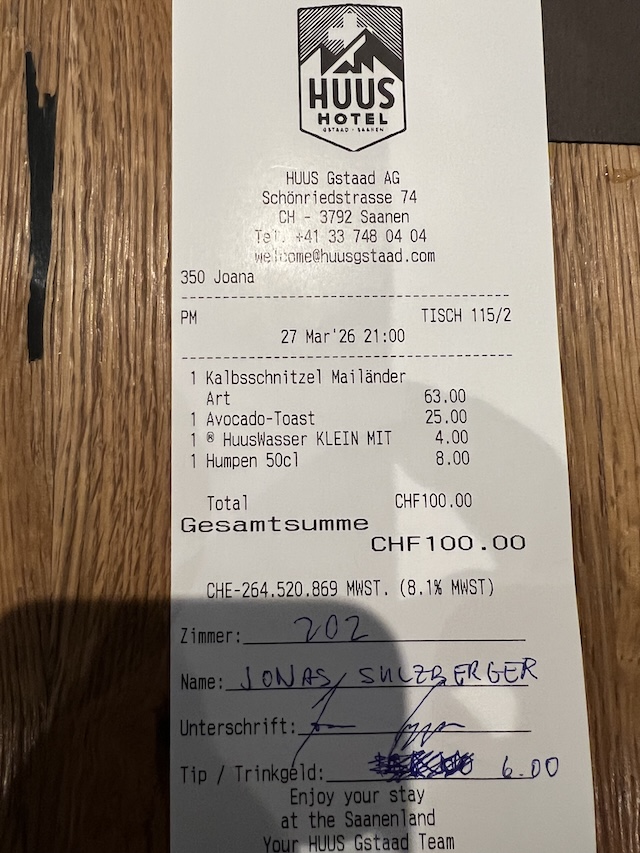 HUUS
HOTEL
GSTAAD - SAANEN
HUUS Gstaad AG
Schönriedstrasse 74
CH - 3792 Saanen
Tel. +41 33 748 04 04
welcome@huusgstaad.com
350 Joana
PM TISCH 115/2
27 Mar'26 21:00
1 Kalbsschnitzel Mailänder
Art 63.00
1 Avocado-Toast 25.00
1 ® HuusWasser KLEIN MIT 4.00
1 Humpen 50cl 8.00
Total CHF100.00
Gesamtsumme
CHF100.00
CHE-264.520.869 MWST. (8.1% MWST)
Zimmer: 202
Name: JONAS SULZBERGER
Unterschrift:
Tip / Trinkgeld: 6.00
Enjoy your stay
at the Saanenland
Your HUUS Gstaad Team